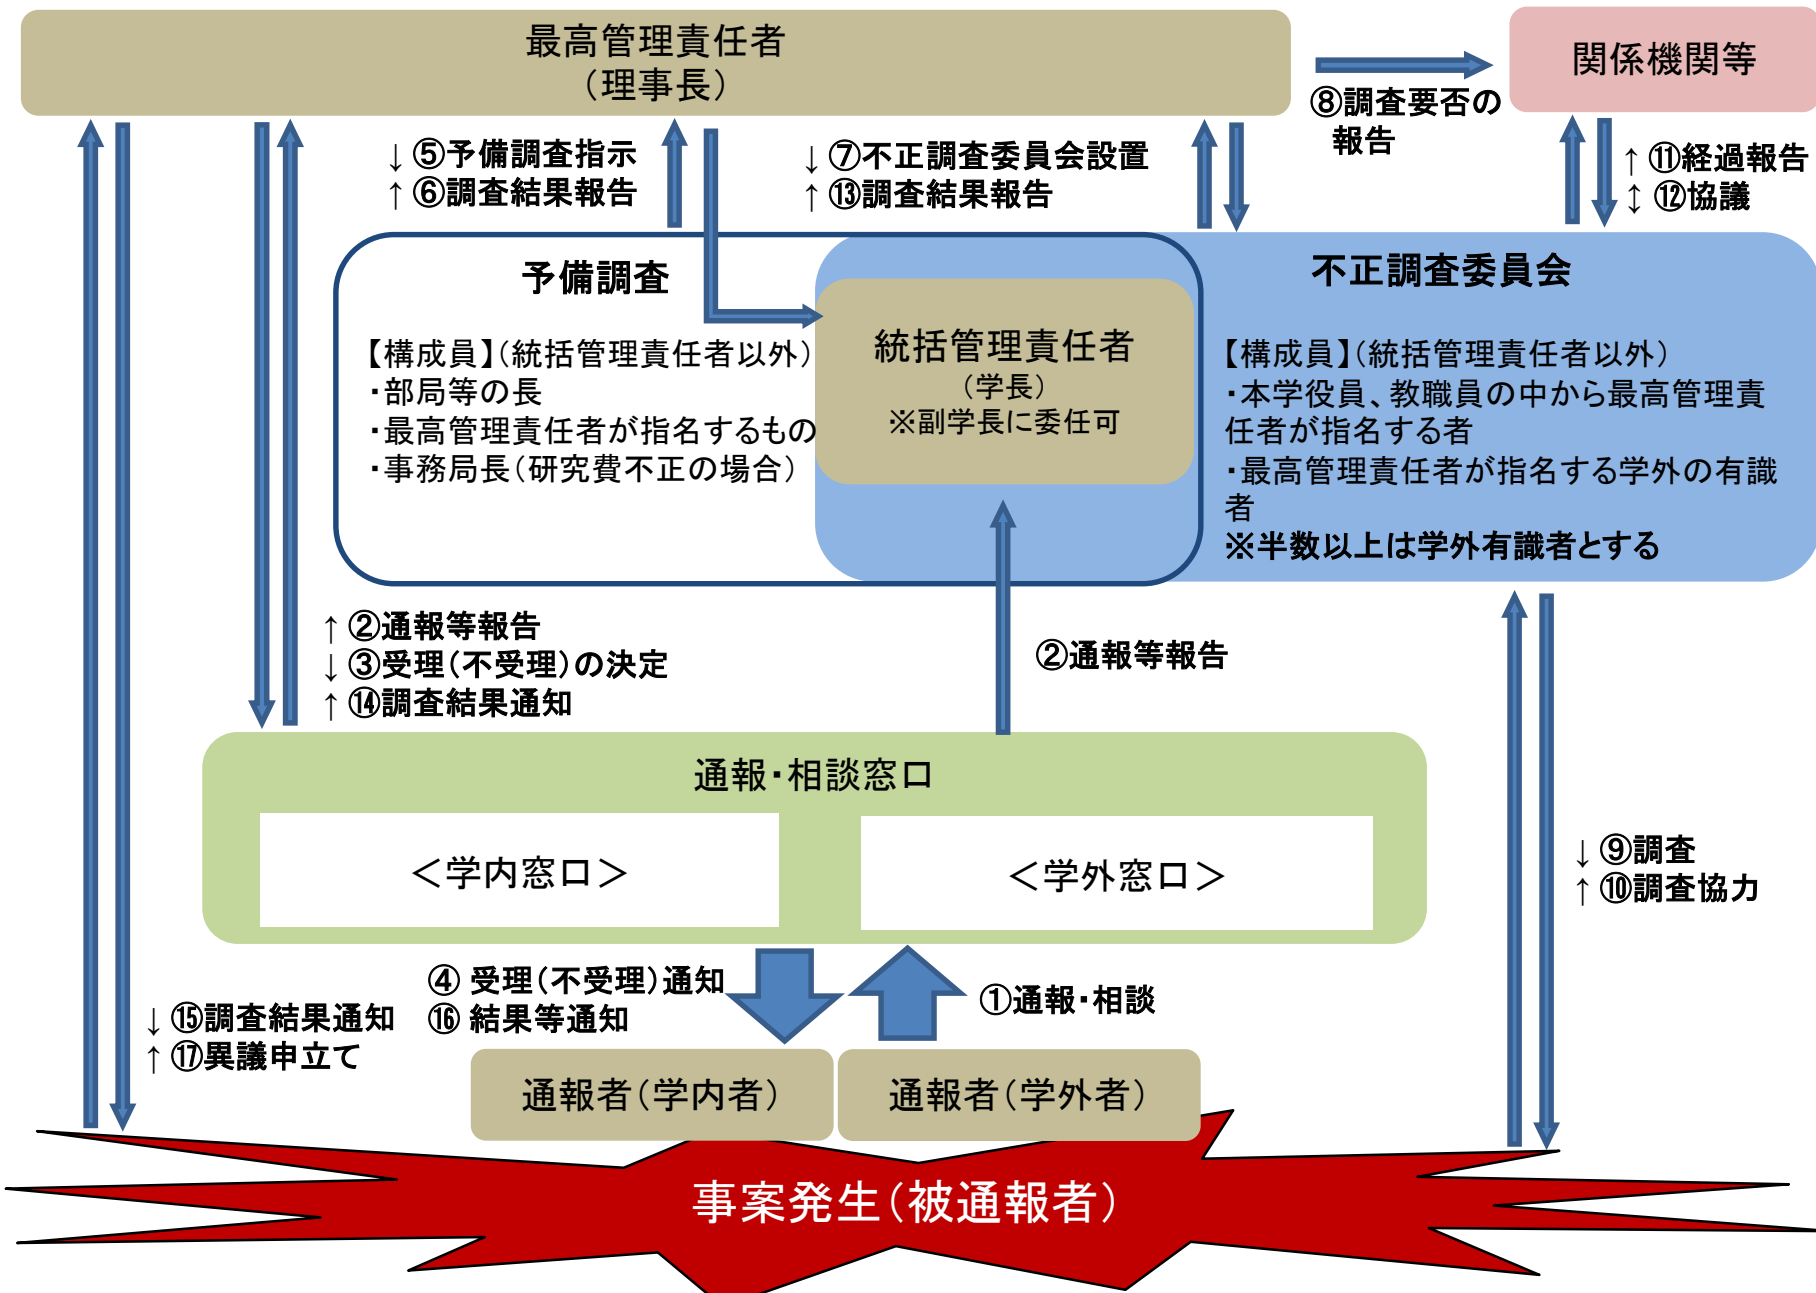 最高管理責任者
（理事長）
関係機関等
⑧調査要否の
報告
↓ ⑤予備調査指示
↑ ⑥調査結果報告
↓ ⑦不正調査委員会設置
↑ ⑬調査結果報告
↑ ⑪経過報告
↕ ⑫協議
予備調査
【構成員】（統括管理責任者以外）
・部局等の長
・最高管理責任者が指名するもの
・事務局長（研究費不正の場合）
統括管理責任者
（学長）
※副学長に委任可
不正調査委員会
【構成員】（統括管理責任者以外）
・本学役員、教職員の中から最高管理責
任者が指名する者
・最高管理責任者が指名する学外の有識
者
※半数以上は学外有識者とする
↑ ②通報等報告
↓ ③受理（不受理）の決定
↑ ⑭調査結果通知
②通報等報告
通報・相談窓口
＜学内窓口＞
＜学外窓口＞
↓ ⑨調査
↑ ⑩調査協力
④ 受理（不受理）通知
⑯ 結果等通知
①通報・相談
↓ ⑮調査結果通知
↑ ⑰異議申立て
通報者（学内者）
通報者（学外者）
事案発生（被通報者）